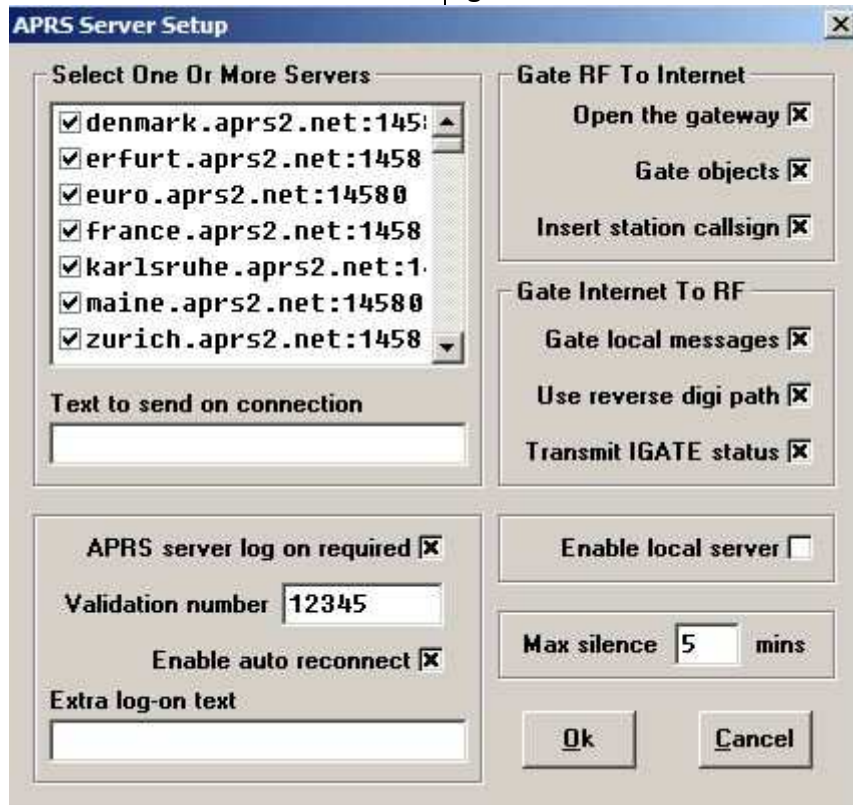 APRS Server Setup
Select One Or More Servers
denmark.aprs2.net:1458
erfurt.aprs2.net:1458
euro.aprs2.net:14580
france.aprs2.net:1458
karlsruhe.aprs2.net:1
maine.aprs2.net:14580
zurich.aprs2.net:1458
Text to send on connection
APRS server log on required
Validation number 12345
Enable auto reconnect
Extra log-on text
Gate RF To Internet
Open the gateway
Gate objects
Insert station callsign
Gate Internet To RF
Gate local messages
Use reverse digi path
Transmit IGATE status
Enable local server
Max silence 5 mins
Ok
Cancel